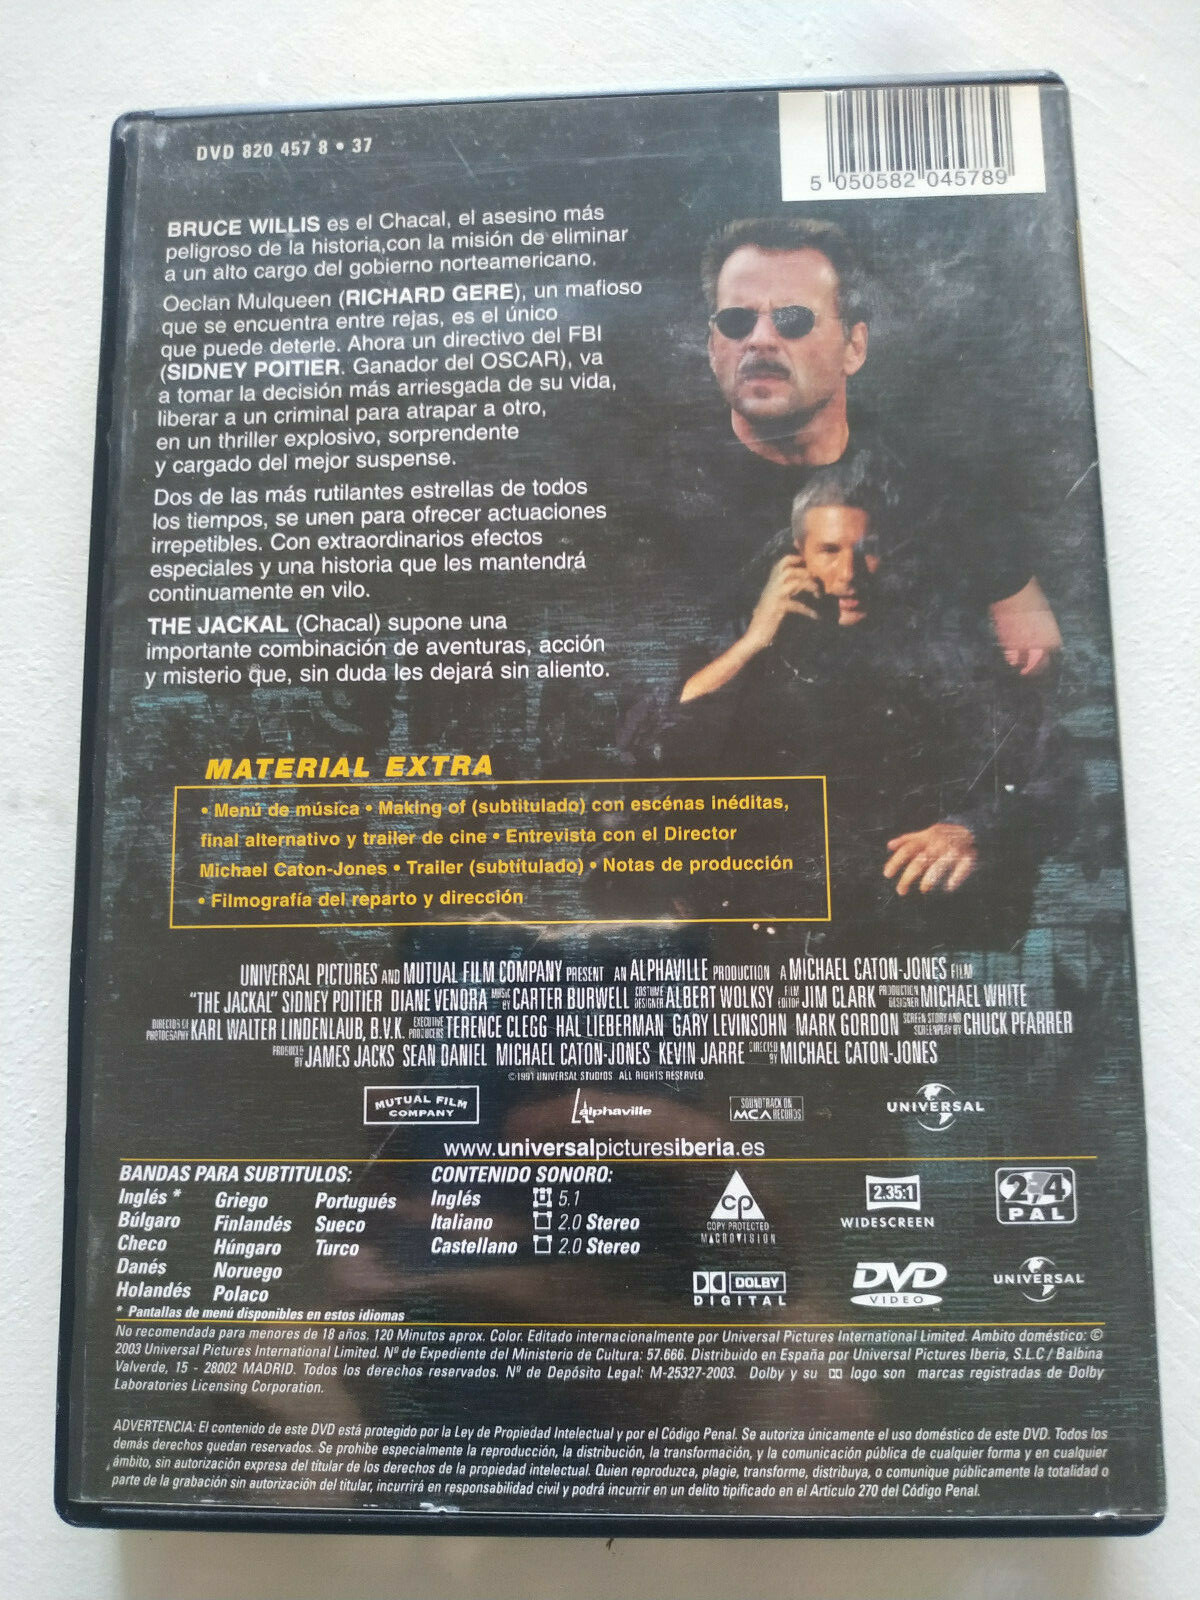 DVD 820 457 8 • 37
5 050582 045789
BRUCE WILLIS es el Chacal, el asesino más
peligroso de la historia,con la misión de eliminar
a un alto cargo del gobierno norteamericano.
Oeclan Mulqueen (RICHARD GERE), un mafioso
que se encuentra entre rejas, es el único
que puede deterle. Ahora un directivo del FBI
(SIDNEY POITIER. Ganador del OSCAR), va
a tomar la decisión más arriesgada de su vida,
liberar a un criminal para atrapar a otro,
en un thriller explosivo, sorprendente
y cargado del mejor suspense.
Dos de las más rutilantes estrellas de todos
los tiempos, se unen para ofrecer actuaciones
irrepetibles. Con extraordinarios efectos
especiales y una historia que les mantendrá
continuamente en vilo.
THE JACKAL (Chacal) supone una
importante combinación de aventuras, acción
y misterio que, sin duda les dejará sin aliento.
MATERIAL EXTRA
• Menú de música • Making of (subtitulado) con escénas inéditas,
final alternativo y trailer de cine • Entrevista con el Director
Michael Caton-Jones • Trailer (subtítulado) • Notas de producción
• Filmografía del reparto y dirección
UNIVERSAL PICTURES AND MUTUAL FILM COMPANY PRESENT AN ALPHAVILLE PRODUCTION A MICHAEL CATON-JONES FILM
"THE JACKAL" SIDNEY POITIER DIANE VENORA MUSIC BY CARTER BURWELL COSTUME DESIGNER ALBERT WOLKSY FILM EDITOR JIM CLARK PRODUCTION DESIGNER MICHAEL WHITE
DIRECTOR OF PHOTOGRAPHY KARL WALTER LINDENLAUB, B.V.K. EXECUTIVE PRODUCERS TERENCE CLEGG HAL LIEBERMAN GARY LEVINSOHN MARK GORDON SCREEN STORY AND SCREENPLAY BY CHUCK PFARRER
PRODUCED BY JAMES JACKS SEAN DANIEL MICHAEL CATON-JONES KEVIN JARRE DIRECTED BY MICHAEL CATON-JONES
©1997 UNIVERSAL STUDIOS ALL RIGHTS RESERVED.
MUTUAL FILM COMPANY
alphaville
SOUNDTRACK ON MCA RECORDS
UNIVERSAL
www.universalpicturesiberia.es
BANDAS PARA SUBTITULOS:
Inglés *
Búlgaro
Checo
Danés
Holandés
Griego
Finlandés
Húngaro
Noruego
Polaco
Portugués
Sueco
Turco
* Pantallas de menú disponibles en estos idiomas
CONTENIDO SONORO:
Inglés 5.1
Italiano 2.0 Stereo
Castellano 2.0 Stereo
CP
COPY PROTECTED
MACROVISION
2.35:1
WIDESCREEN
2,4
PAL
DOLBY
DIGITAL
DVD
VIDEO
UNIVERSAL
No recomendada para menores de 18 años. 120 Minutos aprox. Color. Editado internacionalmente por Universal Pictures International Limited. Ambito doméstico: ©
2003 Universal Pictures International Limited. Nº de Expediente del Ministerio de Cultura: 57.666. Distribuido en España por Universal Pictures Iberia, S.L.C / Balbina
Valverde, 15 - 28002 MADRID. Todos los derechos reservados. Nº de Depósito Legal: M-25327-2003. Dolby y su logo son marcas registradas de Dolby
Laboratories Licensing Corporation.
ADVERTENCIA: El contenido de este DVD está protegido por la Ley de Propiedad Intelectual y por el Código Penal. Se autoriza únicamente el uso doméstico de este DVD. Todos los
demás derechos quedan reservados. Se prohibe especialmente la reproducción, la distribución, la transformación, y la comunicación pública de cualquier forma y en cualquier
ámbito, sin autorización expresa del titular de los derechos de la propiedad intelectual. Quien reproduzca, plagie, transforme, distribuya, o comunique públicamente la totalidad o
parte de la grabación sin autorización del titular, incurrirá en responsabilidad civil y podrá incurrir en un delito tipificado en el Artículo 270 del Código Penal.